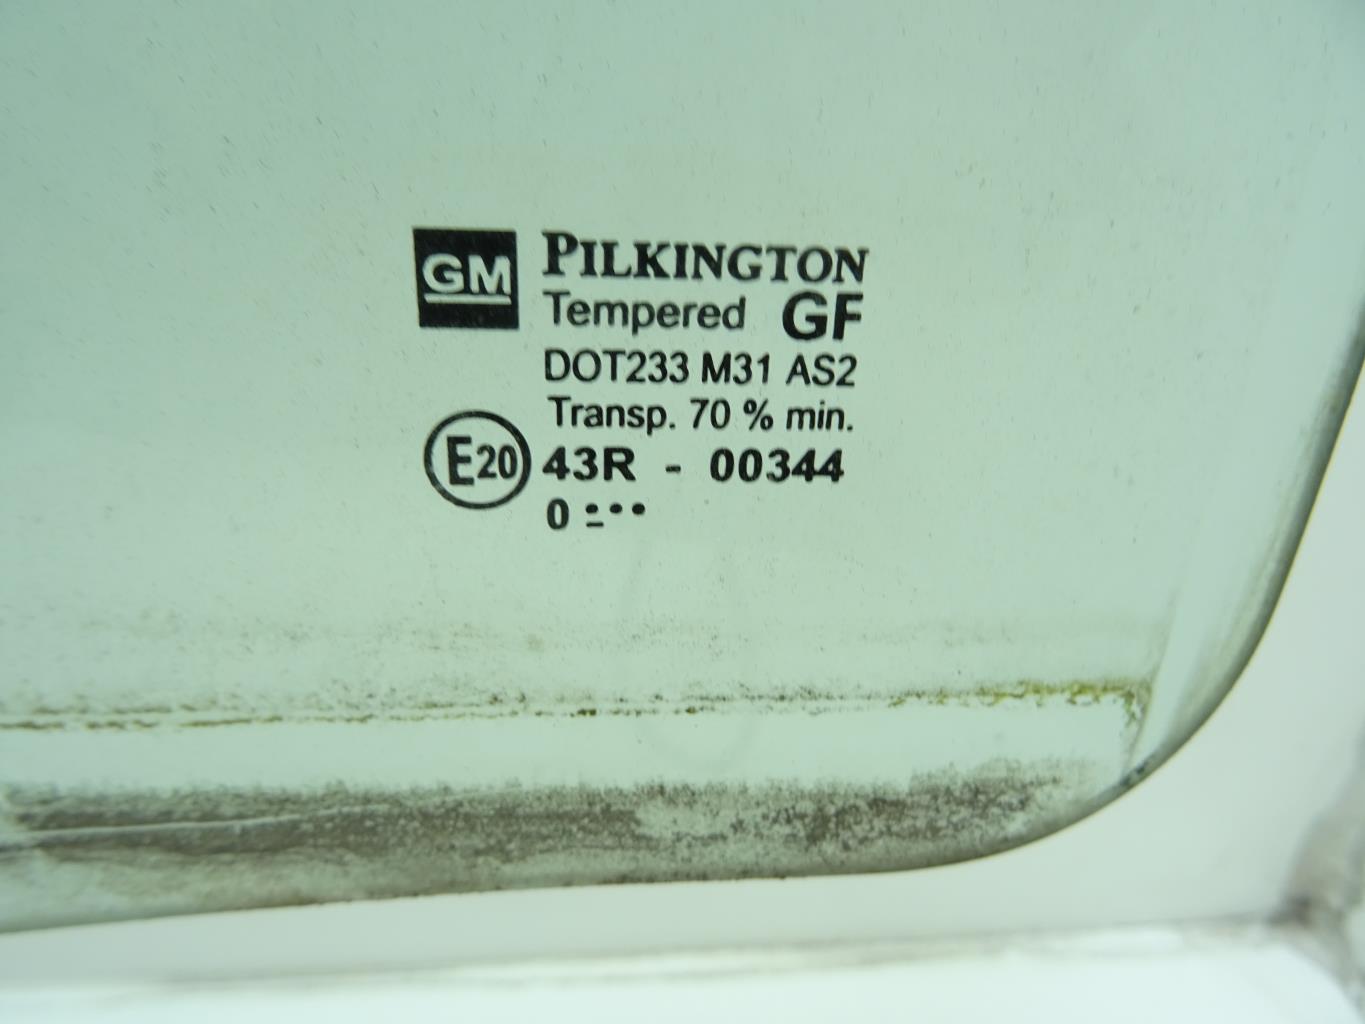 GM PILKINGTON
Tempered GF
DOT233 M31 AS2
Transp. 70 % min.
E20 43R - 00344
0